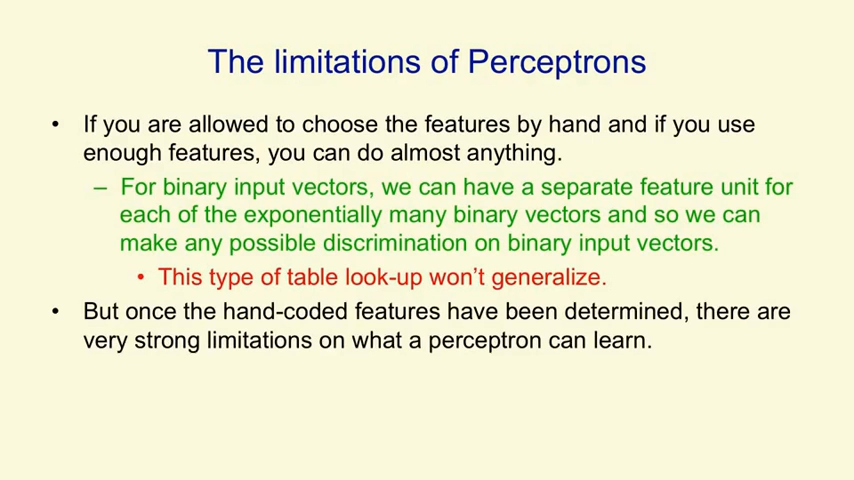 The limitations of Perceptrons
• If you are allowed to choose the features by hand and if you use
enough features, you can do almost anything.
– For binary input vectors, we can have a separate feature unit for
each of the exponentially many binary vectors and so we can
make any possible discrimination on binary input vectors.
• This type of table look-up won’t generalize.
• But once the hand-coded features have been determined, there are
very strong limitations on what a perceptron can learn.